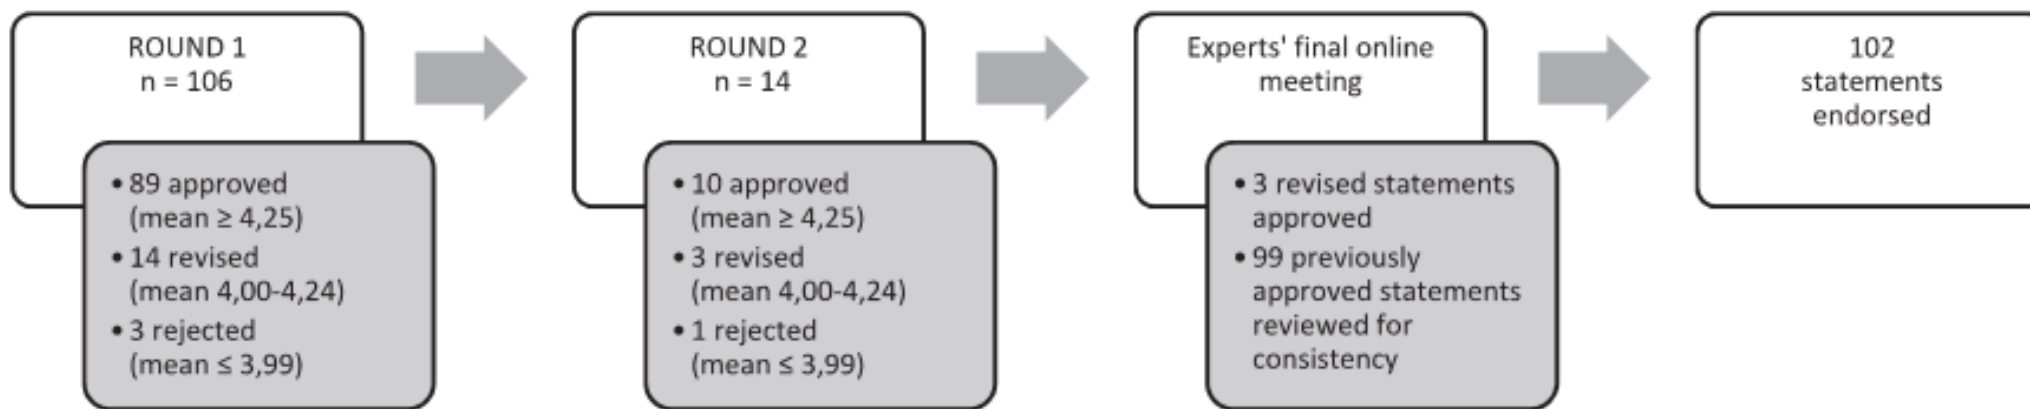 ROUND 1
n = 106
• 89 approved
(mean ≥ 4,25)
• 14 revised
(mean 4,00-4,24)
• 3 rejected
(mean ≤ 3,99)
ROUND 2
n = 14
• 10 approved
(mean ≥ 4,25)
• 3 revised
(mean 4,00-4,24)
• 1 rejected
(mean ≤ 3,99)
Experts' final online
meeting
• 3 revised statements
approved
• 99 previously
approved statements
reviewed for
consistency
102
statements
endorsed